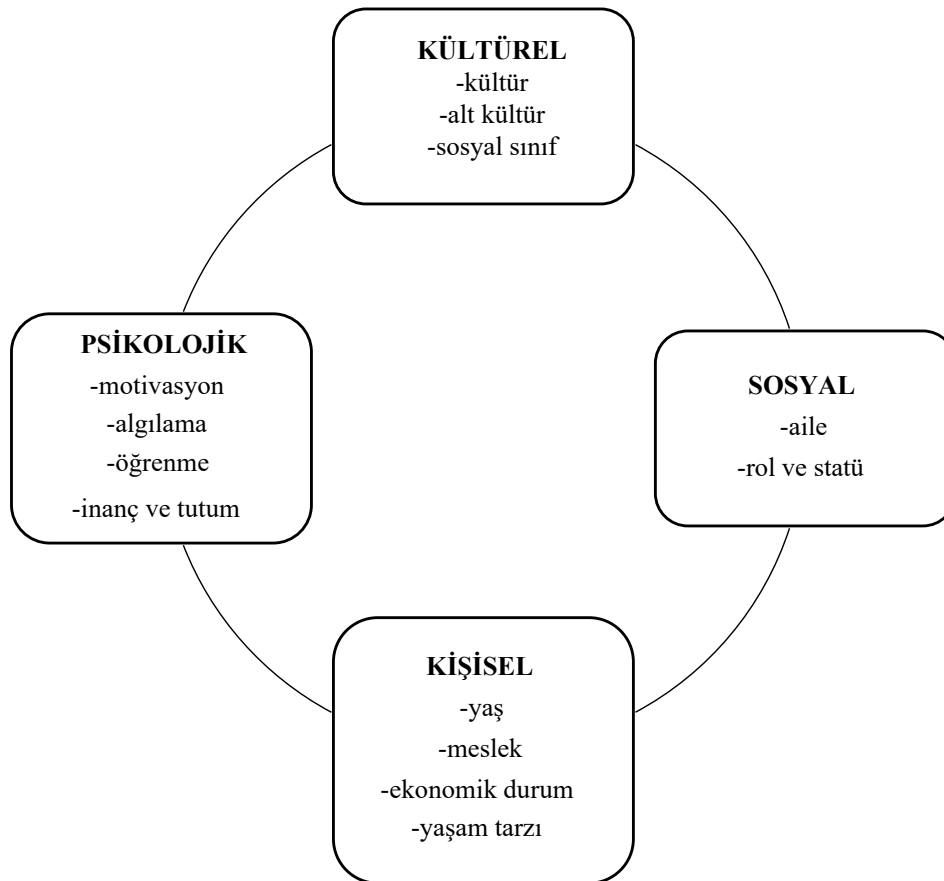 KÜLTÜREL
-kültür
-alt kültür
-sosyal sınıf
PSİKOLOJİK
-motivasyon
-algılama
-öğrenme
-inanç ve tutum
SOSYAL
-aile
-rol ve statü
KİŞİSEL
-yaş
-meslek
-ekonomik durum
-yaşam tarzı